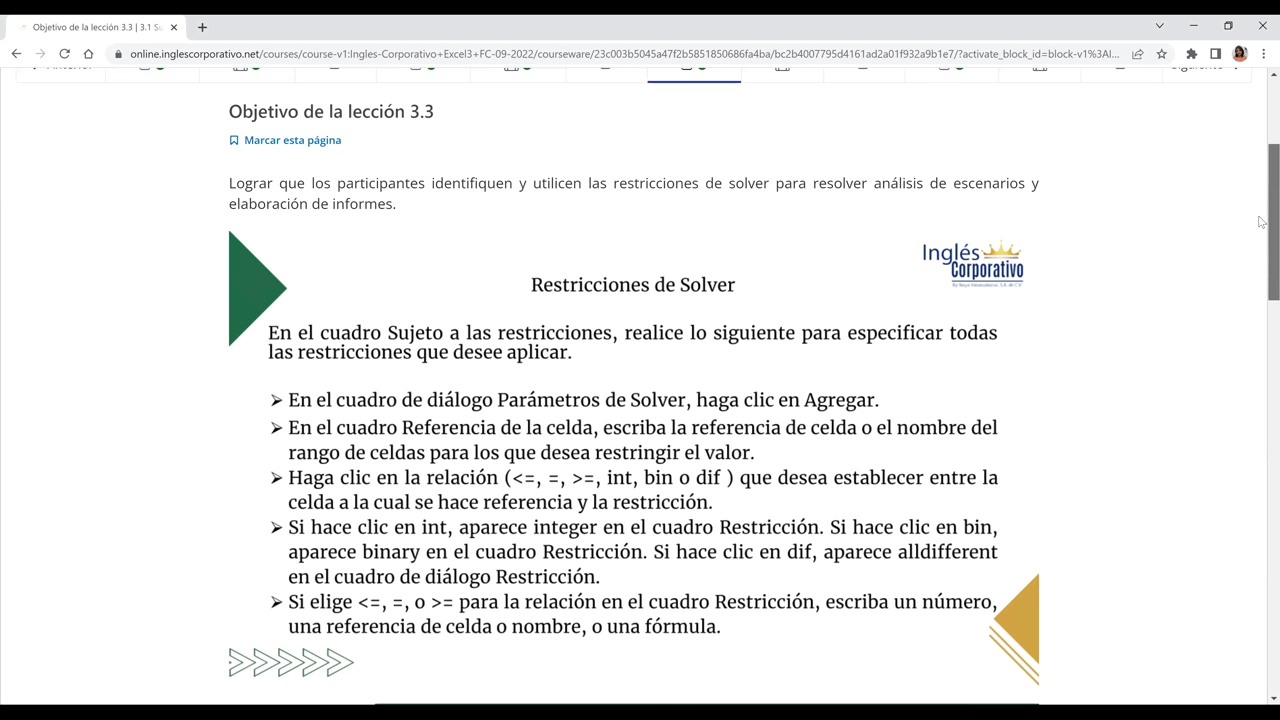 Objetivo de la lección 3.3 | 3.1 S
online.inglescorporativo.net/courses/course-v1:Ingles-Corporativo+Excel3+FC-09-2022/courseware/23c003b5045a47f2b5851850686fa4ba/bc2b4007795d4161ad2a01f932a9b1e7/?activate_block_id=block-v1%3AI...
Objetivo de la lección 3.3
Marcar esta página
Lograr que los participantes identifiquen y utilicen las restricciones de solver para resolver análisis de escenarios y
elaboración de informes.
Inglés
Corporativo
Restricciones de Solver
En el cuadro Sujeto a las restricciones, realice lo siguiente para especificar todas
las restricciones que desee aplicar.
➢ En el cuadro de diálogo Parámetros de Solver, haga clic en Agregar.
➢ En el cuadro Referencia de la celda, escriba la referencia de celda o el nombre del
rango de celdas para los que desea restringir el valor.
➢ Haga clic en la relación (<=, =, >=, int, bin o dif ) que desea establecer entre la
celda a la cual se hace referencia y la restricción.
➢ Si hace clic en int, aparece integer en el cuadro Restricción. Si hace clic en bin,
aparece binary en el cuadro Restricción. Si hace clic en dif, aparece alldifferent
en el cuadro de diálogo Restricción.
➢ Si elige <=, =, o >= para la relación en el cuadro Restricción, escriba un número,
una referencia de celda o nombre, o una fórmula.